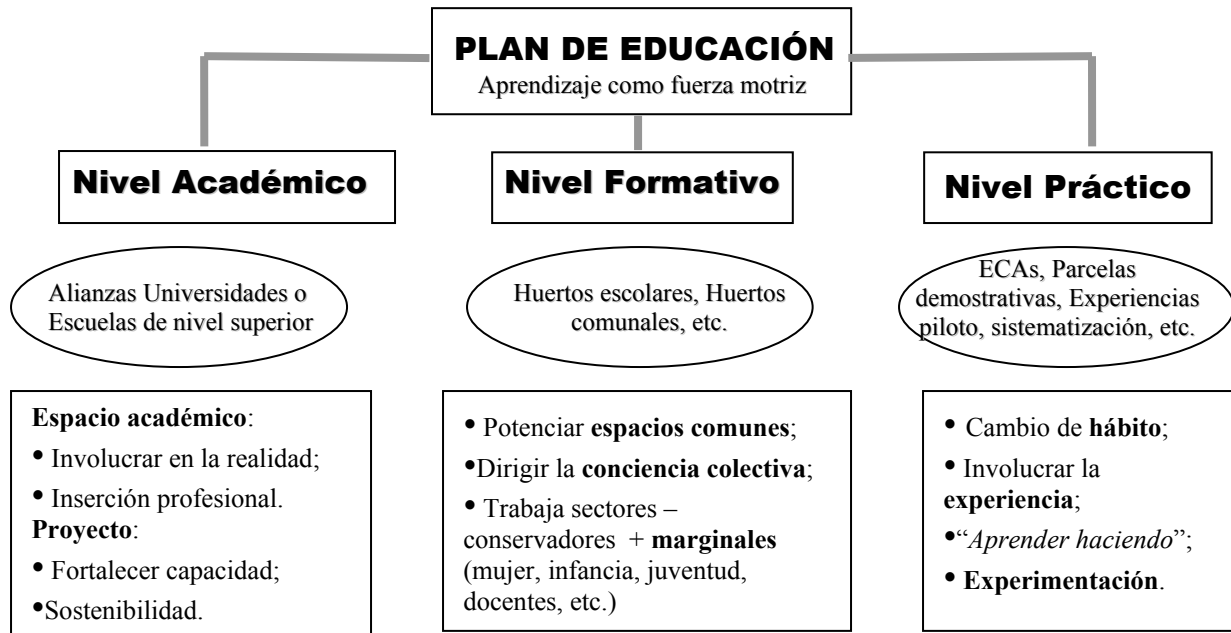 PLAN DE EDUCACIÓN
Aprendizaje como fuerza motriz
Nivel Académico
Nivel Formativo
Nivel Práctico
Alianzas Universidades o
Escuelas de nivel superior
Huertos escolares, Huertos
comunales, etc.
ECAs, Parcelas
demostrativas, Experiencias
piloto, sistematización, etc.
Espacio académico:
• Involucrar en la realidad;
• Inserción profesional.
Proyecto:
• Fortalecer capacidad;
•Sostenibilidad.
• Potenciar espacios comunes;
•Dirigir la conciencia colectiva;
• Trabaja sectores –
conservadores + marginales
(mujer, infancia, juventud,
docentes, etc.)
• Cambio de hábito;
• Involucrar la
experiencia;
•“Aprender haciendo”;
• Experimentación.